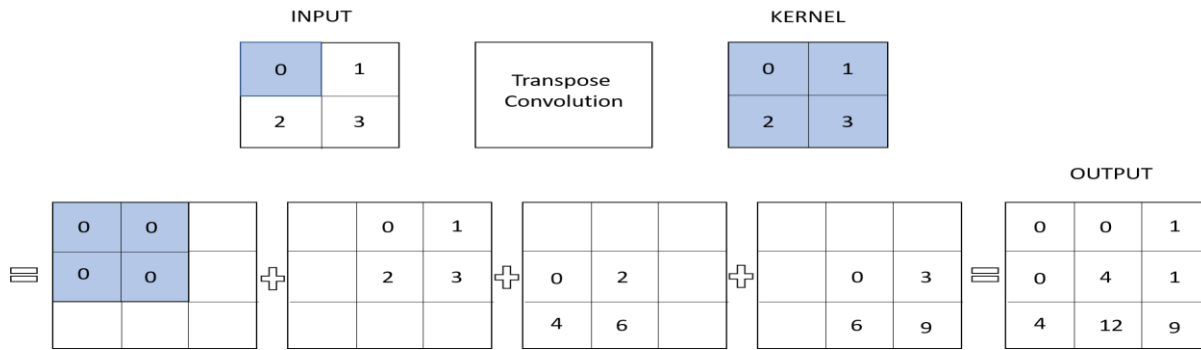 INPUT KERNEL
0 1 Transpose 0 1
Convolution
2 3 2 3
OUTPUT
0 0 0 1 0 0 1
= 0 0 + 2 3 + 0 2 + 0 3 = 0 4 1
4 6 6 9 4 12 9